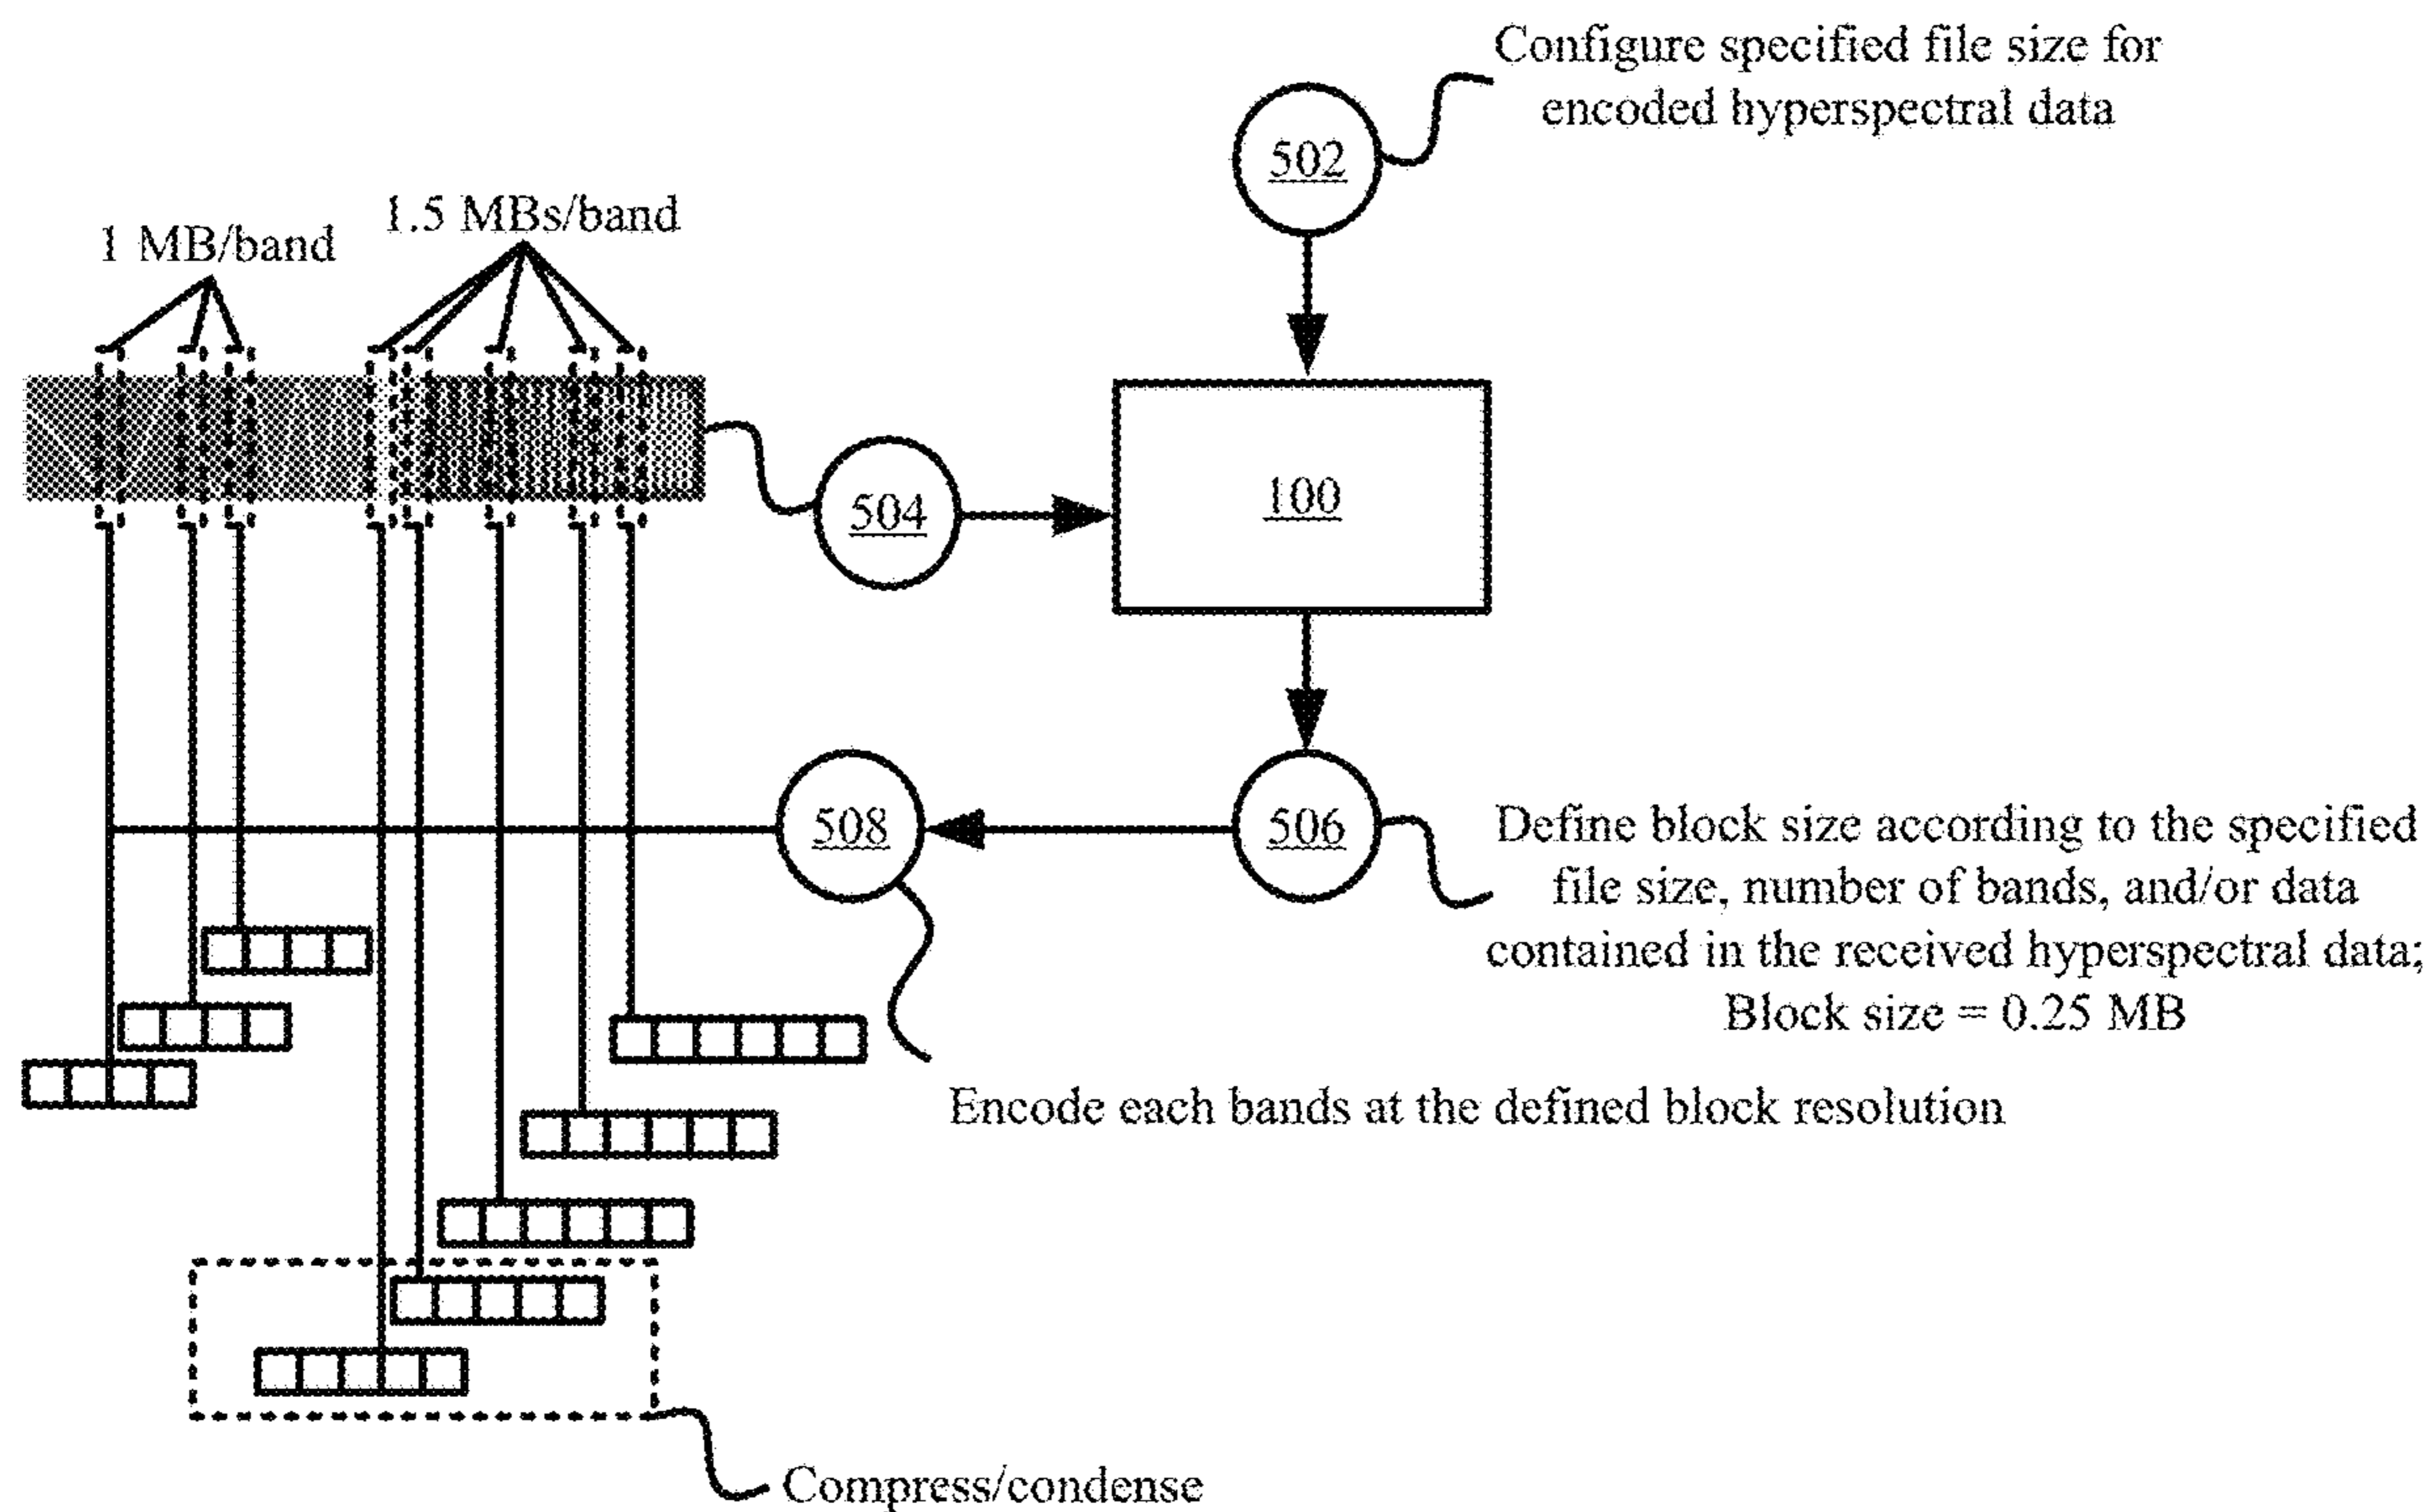 Configure specified file size for
encoded hyperspectral data
502
1.5 MBs/band
1 MB/band
504
100
508
506
Define block size according to the specified
file size, number of bands, and/or data
contained in the received hyperspectral data;
Block size = 0.25 MB
Encode each bands at the defined block resolution
Compress/condense